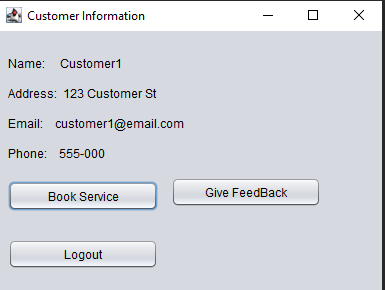 Customer Information
Name: Customer1
Address: 123 Customer St
Email: customer1@email.com
Phone: 555-000
Book Service Give FeedBack
Logout